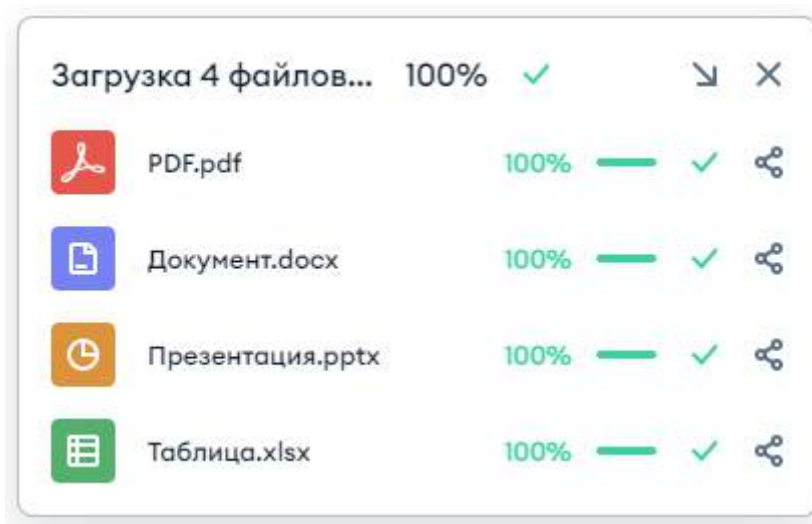 Загрузка 4 файлов... 100%
PDF.pdf 100%
Документ.docx 100%
Презентация.pptx 100%
Таблица.xlsx 100%